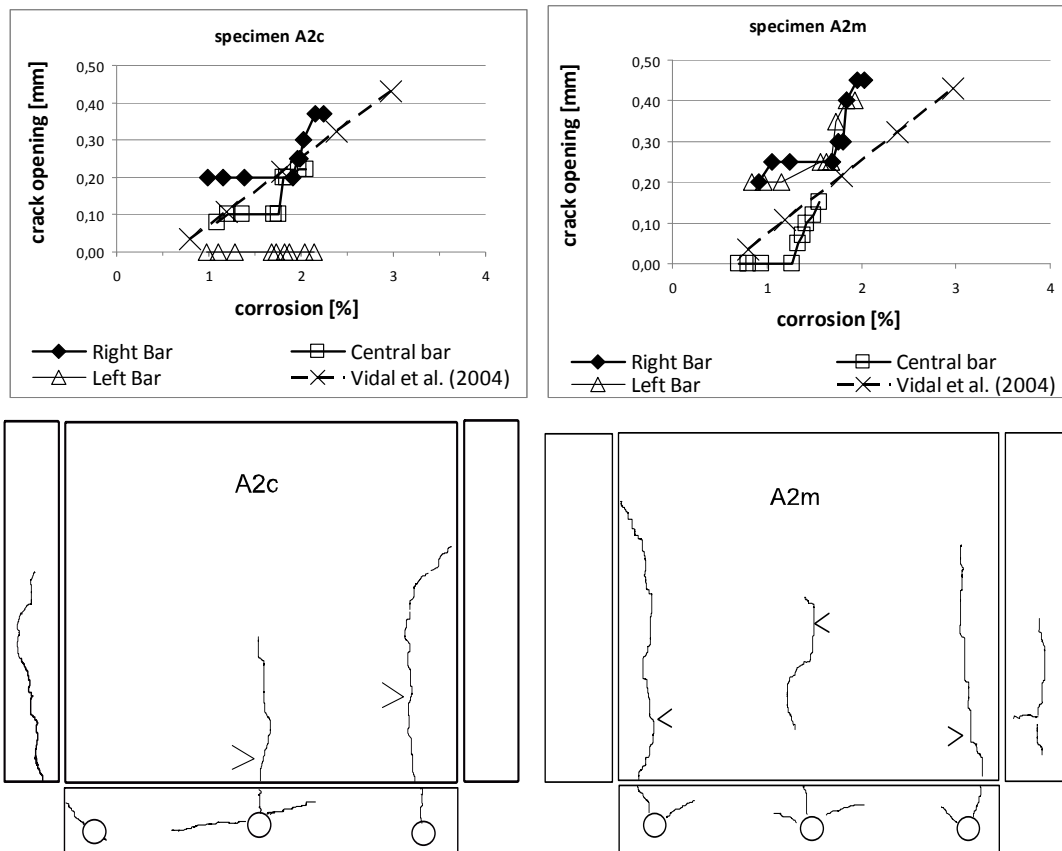 specimen A2c
crack opening [mm]
0,50
0,40
0,30
0,20
0,10
0,00
0 1 2 3 4
corrosion [%]
Right Bar Central bar
Left Bar Vidal et al. (2004)
specimen A2m
crack opening [mm]
0,50
0,40
0,30
0,20
0,10
0,00
0 1 2 3 4
corrosion [%]
Right Bar Central bar
Left Bar Vidal et al. (2004)
A2c
A2m